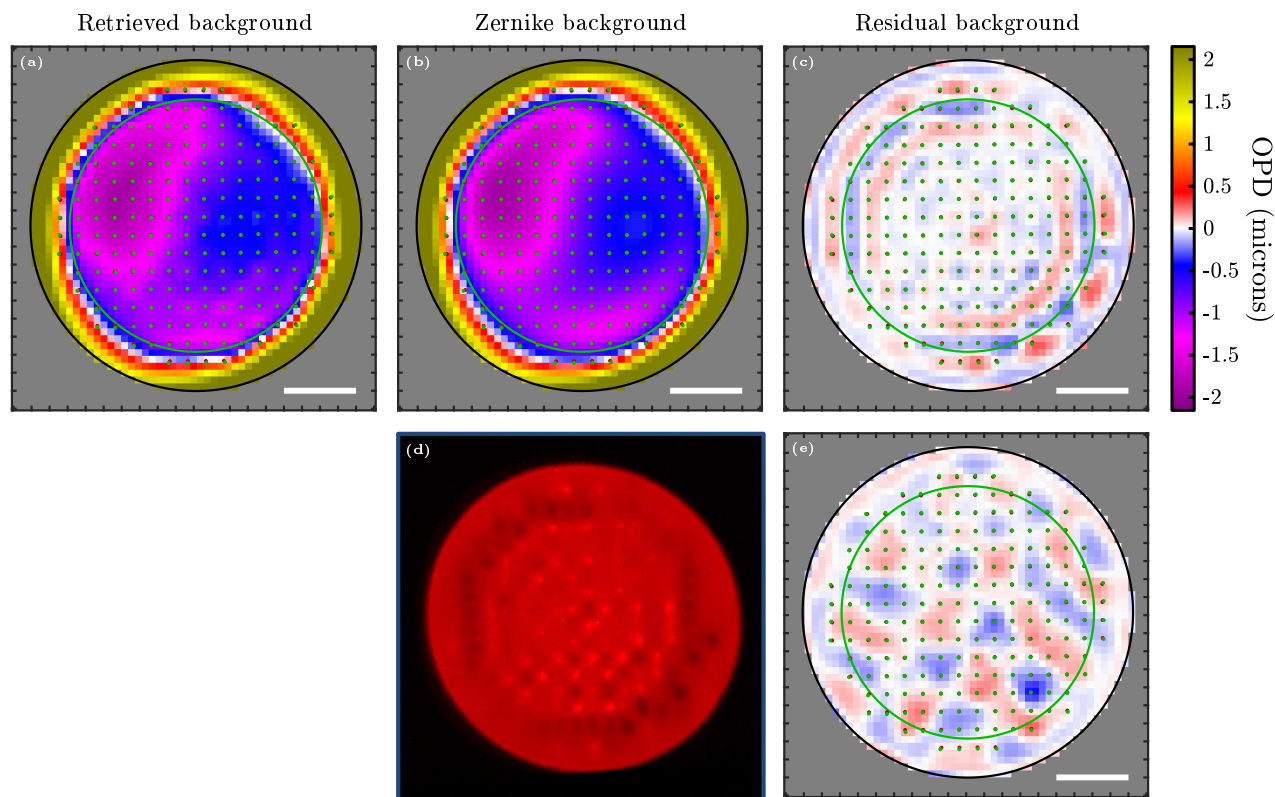 Retrieved background
Zernike background
Residual background
(a)
(b)
(c)
2
1.5
1
0.5
0
-0.5
-1
-1.5
-2
OPD (microns)
(d)
(e)